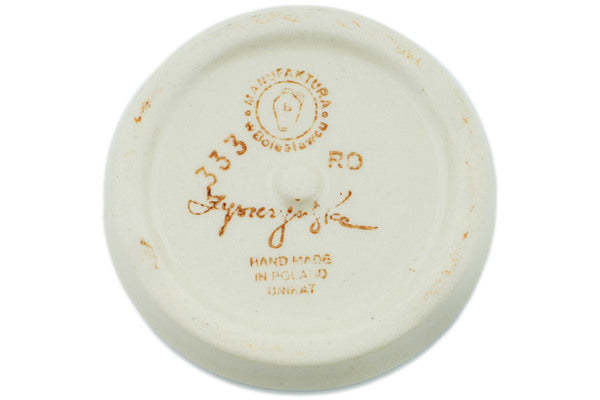 MANUFAKTURA
w Bolesławcu
333 RO
HAND MADE
IN POLAND
UNIKAT